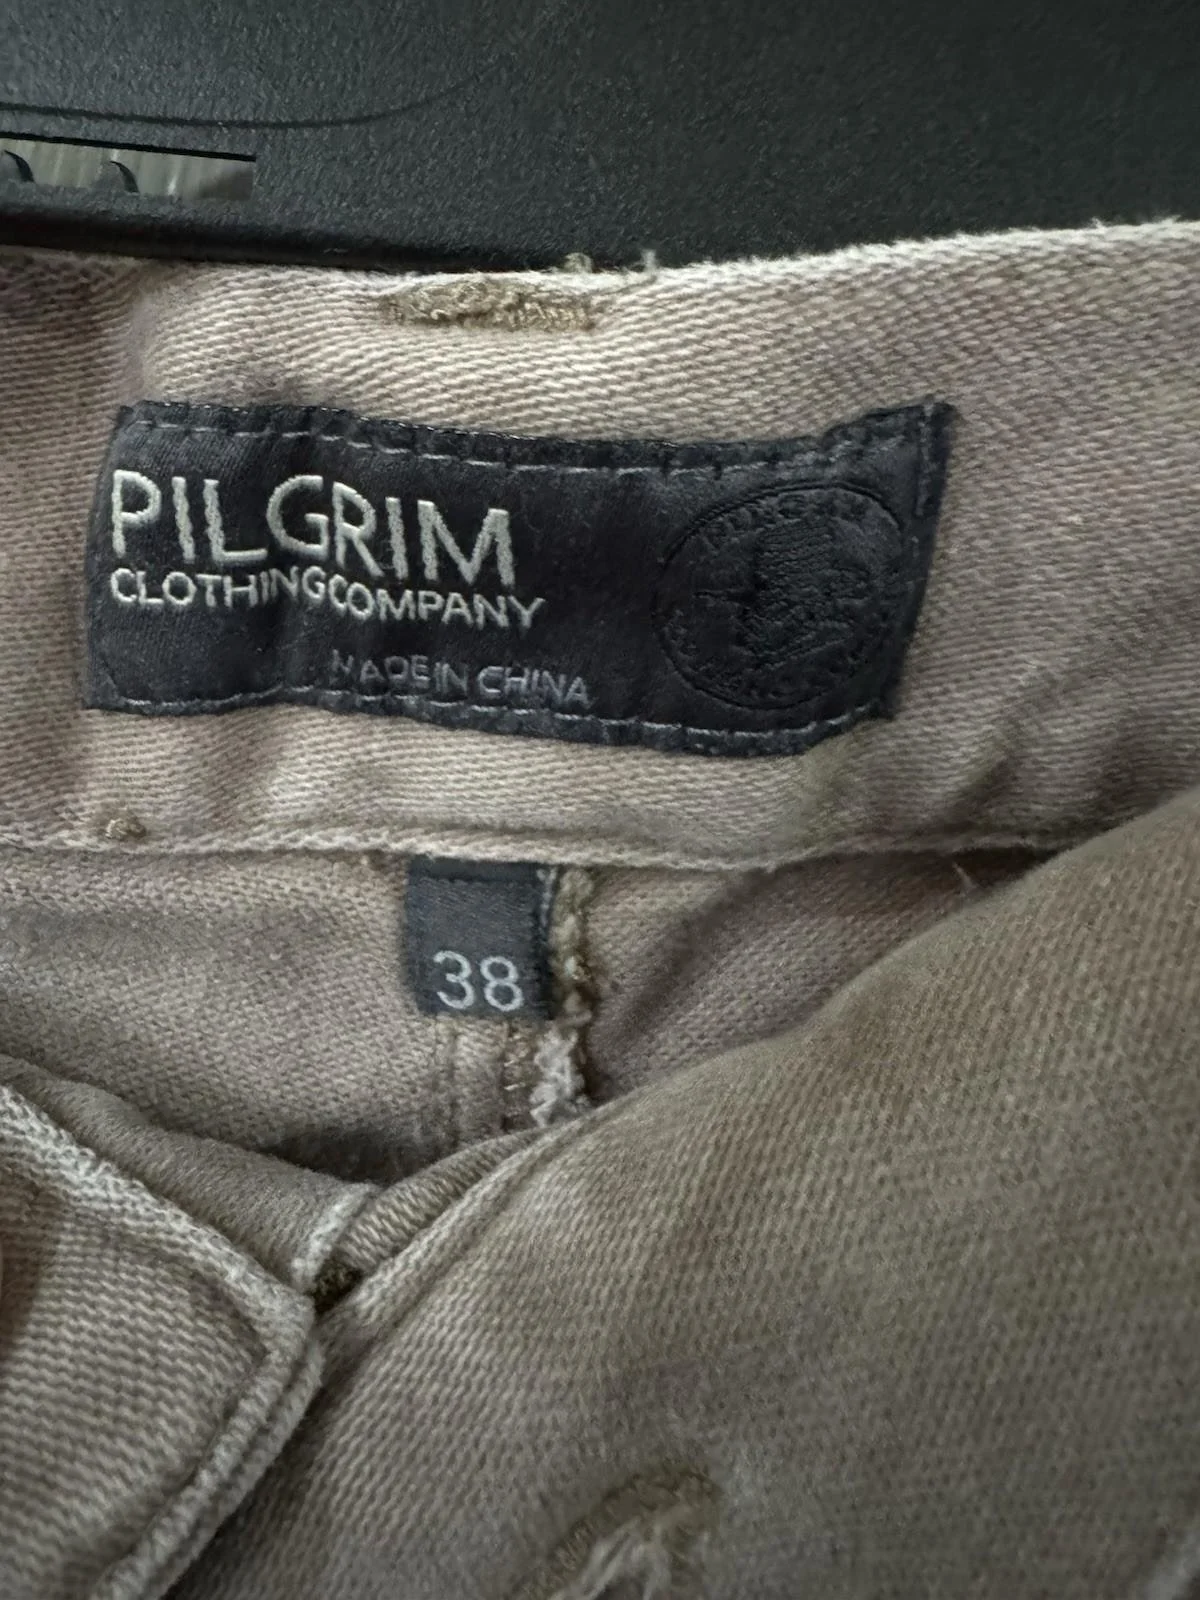 PILGRIM
CLOTHINGCOMPANY
MADE IN CHINA
38